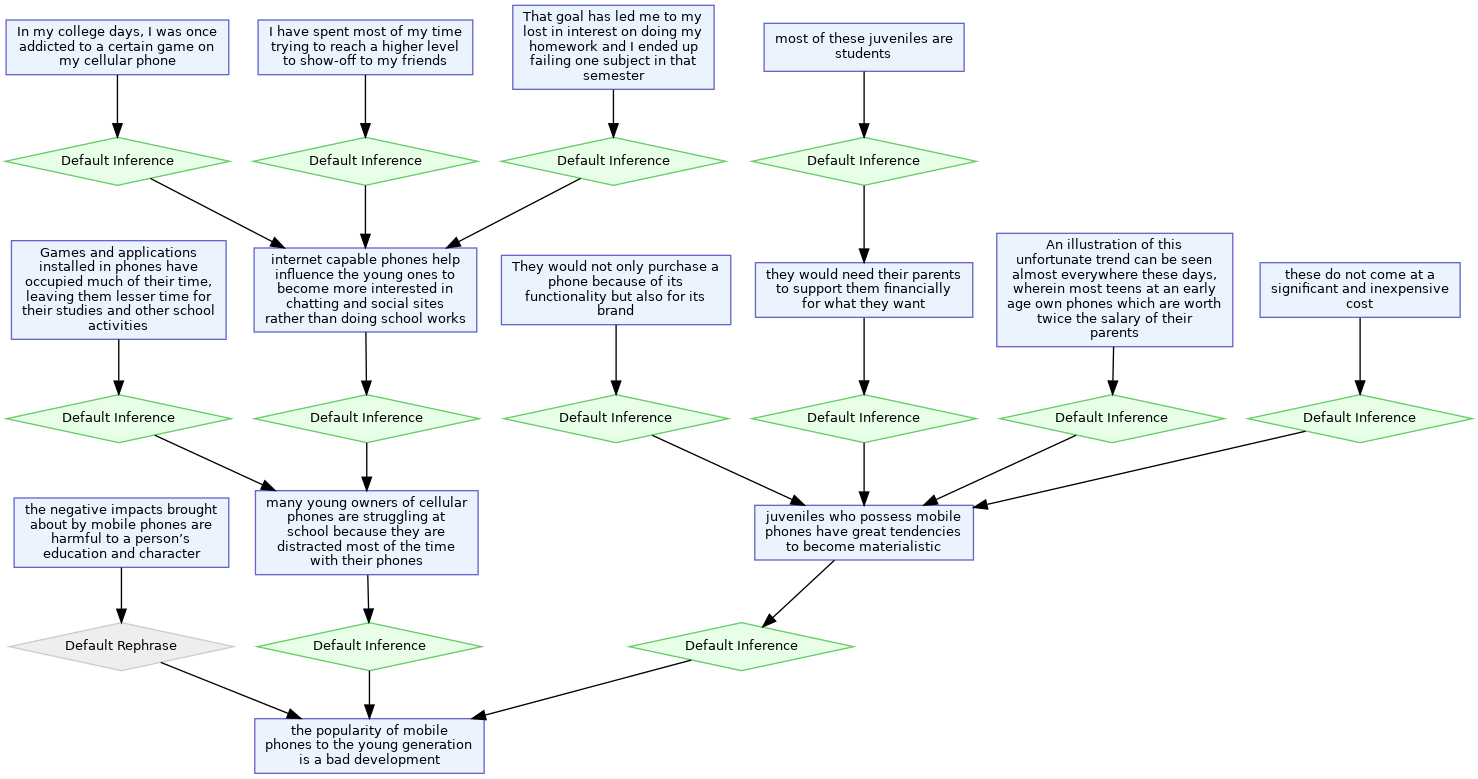 In my college days, I was once
addicted to a certain game on
my cellular phone
I have spent most of my time
trying to reach a higher level
to show-off to my friends
That goal has led me to my
lost in interest on doing my
homework and I ended up
failing one subject in that
semester
most of these juveniles are
students
Default Inference
Default Inference
Default Inference
Default Inference
Games and applications
installed in phones have
occupied much of their time,
leaving them lesser time for
their studies and other school
activities
internet capable phones help
influence the young ones to
become more interested in
chatting and social sites
rather than doing school works
They would not only purchase a
phone because of its
functionality but also for its
brand
they would need their parents
to support them financially
for what they want
An illustration of this
unfortunate trend can be seen
almost everywhere these days,
wherein most teens at an early
age own phones which are worth
twice the salary of their
parents
these do not come at a
significant and inexpensive
cost
Default Inference
Default Inference
Default Inference
Default Inference
Default Inference
Default Inference
the negative impacts brought
about by mobile phones are
harmful to a person’s
education and character
many young owners of cellular
phones are struggling at
school because they are
distracted most of the time
with their phones
juveniles who possess mobile
phones have great tendencies
to become materialistic
Default Rephrase
Default Inference
Default Inference
the popularity of mobile
phones to the young generation
is a bad development